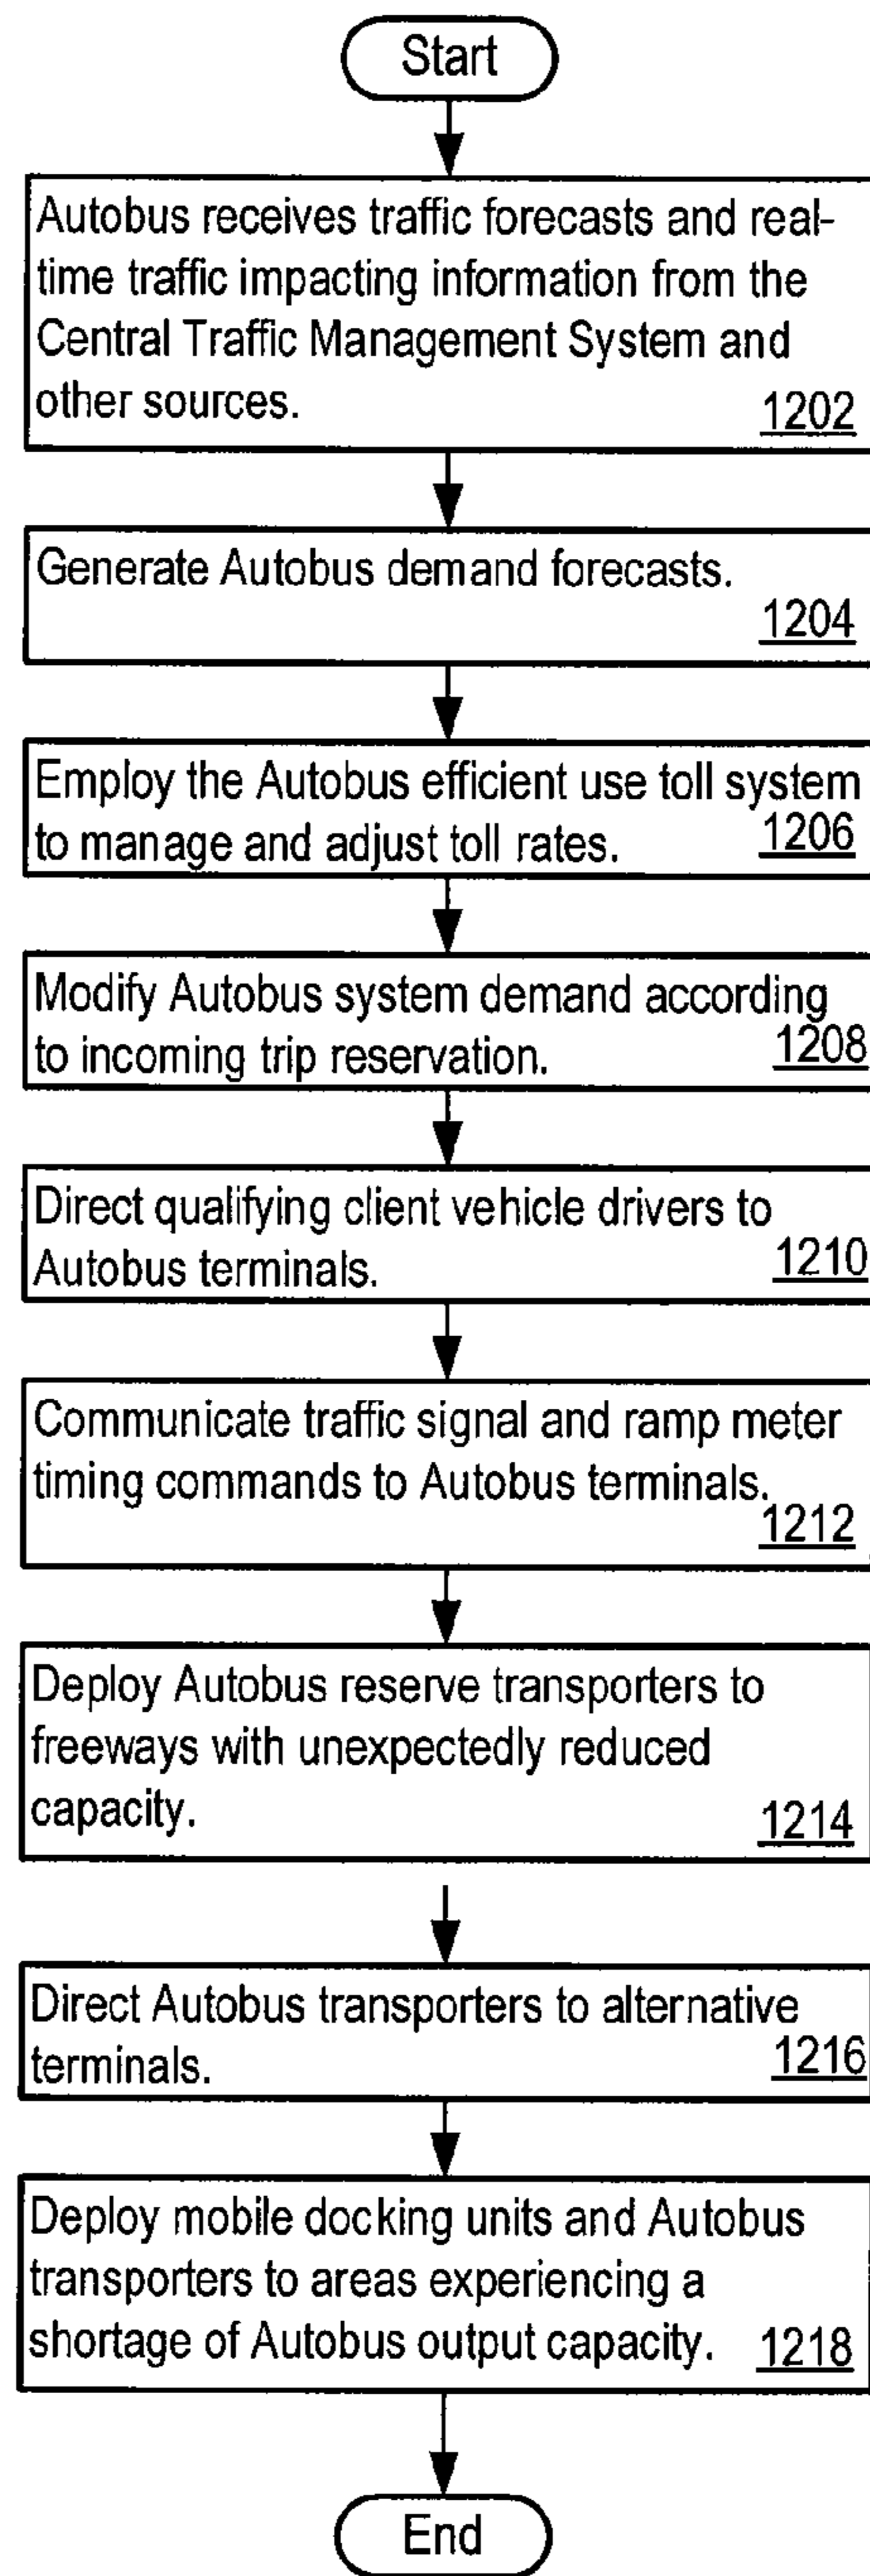 Start
Autobus receives traffic forecasts and real-
time traffic impacting information from the
Central Traffic Management System and
other sources.
1202
Generate Autobus demand forecasts.
1204
Employ the Autobus efficient use toll system
to manage and adjust toll rates.
1206
Modify Autobus system demand according
to incoming trip reservation.
1208
Direct qualifying client vehicle drivers to
Autobus terminals.
1210
Communicate traffic signal and ramp meter
timing commands to Autobus terminals.
1212
Deploy Autobus reserve transporters to
freeways with unexpectedly reduced
capacity.
1214
Direct Autobus transporters to alternative
terminals.
1216
Deploy mobile docking units and Autobus
transporters to areas experiencing a
shortage of Autobus output capacity.
1218
End